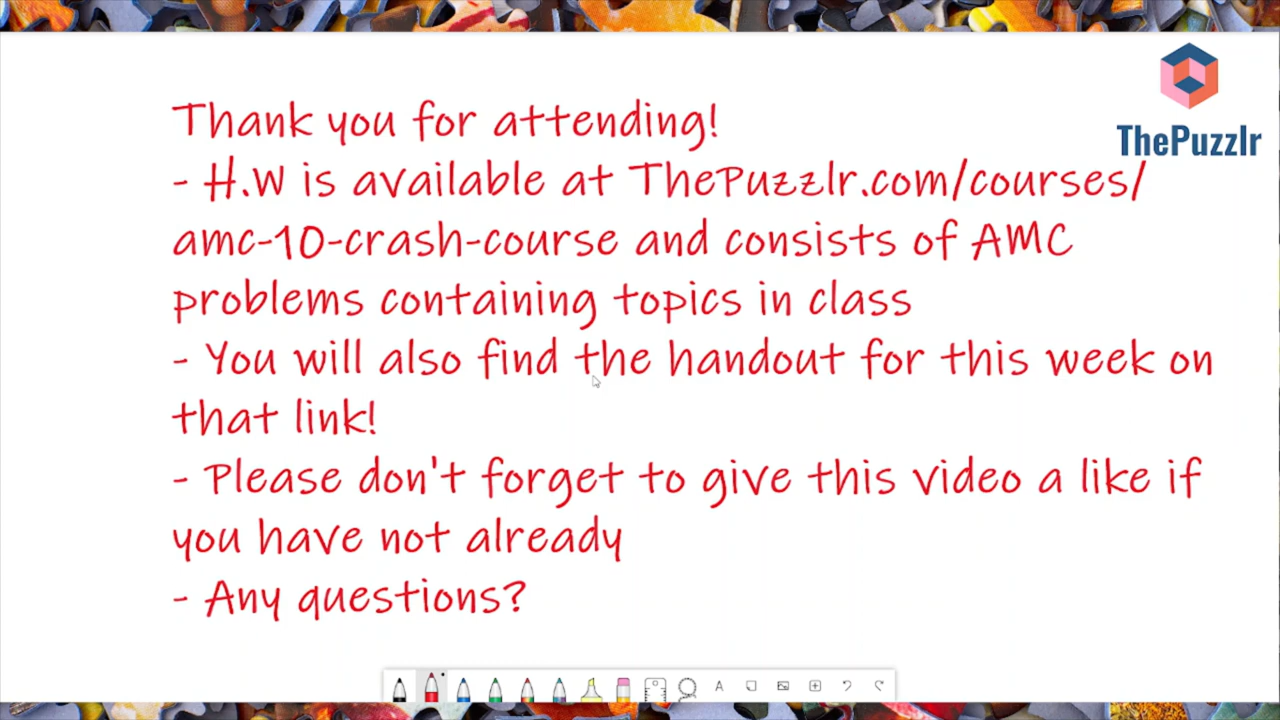 ThePuzzlr
Thank you for attending!
- H.W is available at ThePuzzlr.com/courses/
amc-10-crash-course and consists of AMC
problems containing topics in class
- You will also find the handout for this week on
that link!
- Please don't forget to give this video a like if
you have not already
- Any questions?
A